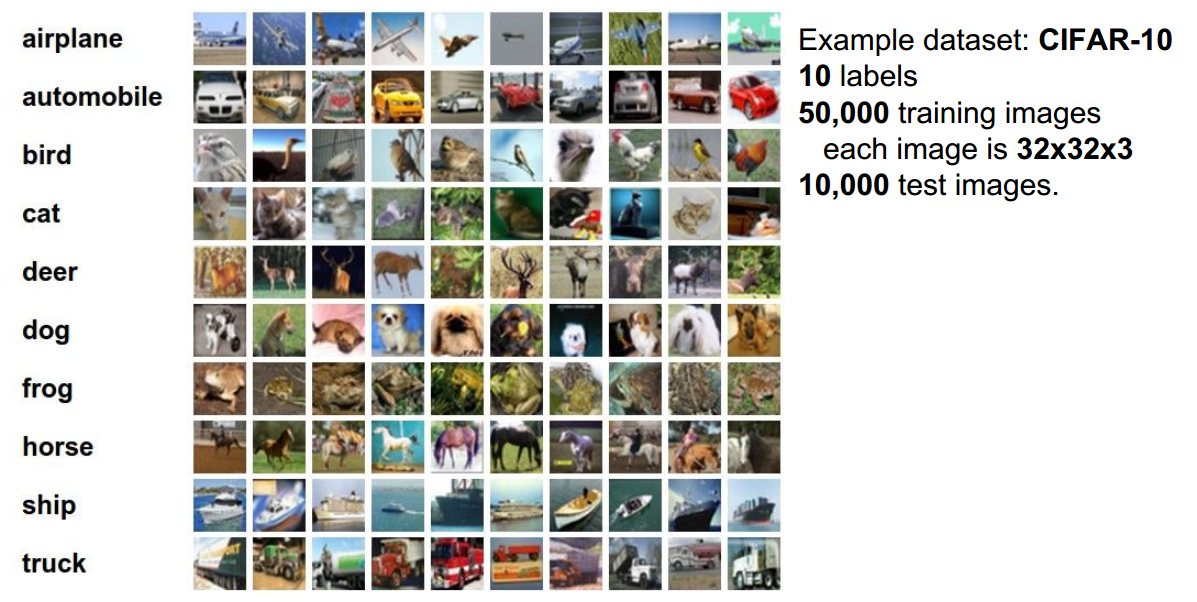 airplane
automobile
bird
cat
deer
dog
frog
horse
ship
truck
Example dataset: CIFAR-10
10 labels
50,000 training images
each image is 32x32x3
10,000 test images.